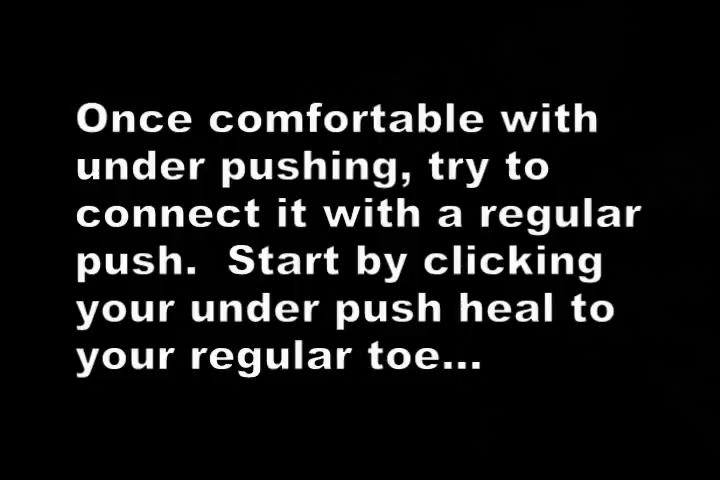 Once comfortable with
under pushing, try to
connect it with a regular
push.  Start by clicking
your under push heal to
your regular toe...